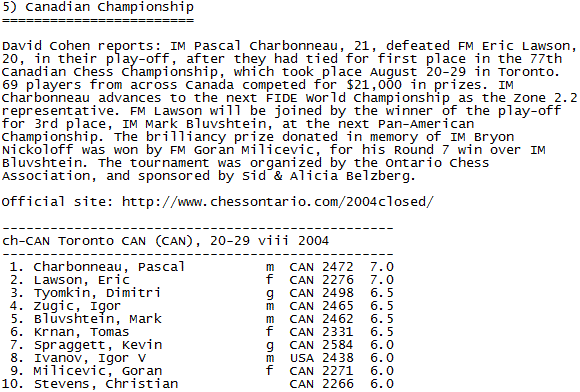 5) Canadian Championship
========================
David Cohen reports: IM Pascal Charbonneau, 21, defeated FM Eric Lawson,
20, in their play-off, after they had tied for first place in the 77th
Canadian Chess Championship, which took place August 20-29 in Toronto.
69 players from across Canada competed for $21,000 in prizes. IM
Charbonneau advances to the next FIDE World Championship as the Zone 2.2
representative. FM Lawson will be joined by the winner of the play-off
for 3rd place, IM Mark Bluvshtein, at the next Pan-American
Championship. The brilliancy prize donated in memory of IM Bryon
Nickoloff was won by FM Goran Milicevic, for his Round 7 win over IM
Bluvshtein. The tournament was organized by the Ontario Chess
Association, and sponsored by Sid & Alicia Belzberg.
Official site: http://www.chessontario.com/2004closed/
---------------------------------------------------
ch-CAN Toronto CAN (CAN), 20-29 viii 2004
---------------------------------------------------
1. Charbonneau, Pascal m CAN 2472 7.0
2. Lawson, Eric f CAN 2276 7.0
3. Tyomkin, Dimitri g CAN 2498 6.5
4. Zugic, Igor m CAN 2465 6.5
5. Bluvshtein, Mark m CAN 2462 6.5
6. Krnan, Tomas f CAN 2331 6.5
7. Spraggett, Kevin g CAN 2584 6.0
8. Ivanov, Igor V m USA 2438 6.0
9. Milicevic, Goran f CAN 2271 6.0
10. Stevens, Christian CAN 2266 6.0